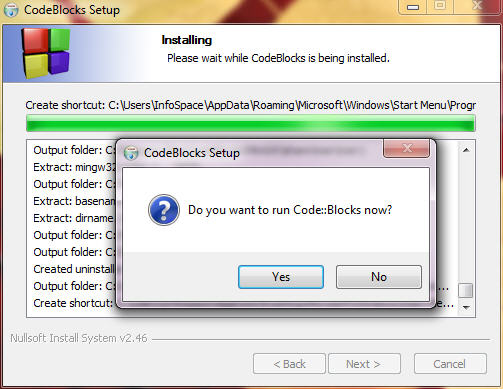 CodeBlocks Setup
Installing
Please wait while CodeBlocks is being installed.
Create shortcut: C:\Users\InfoSpace\AppData\Roaming\Microsoft\Windows\Start Menu\Progr
Output folder: C:
Extract: mingw32
Output folder: C:
Extract: basenam
Output folder: C:
Extract: dirname.
Output folder: C:
Created uninstall
Output folder: C:
Create shortcut:
CodeBlocks Setup
Do you want to run Code::Blocks now?
Yes
No
Nullsoft Install System v2.46
< Back
Next >
Cancel